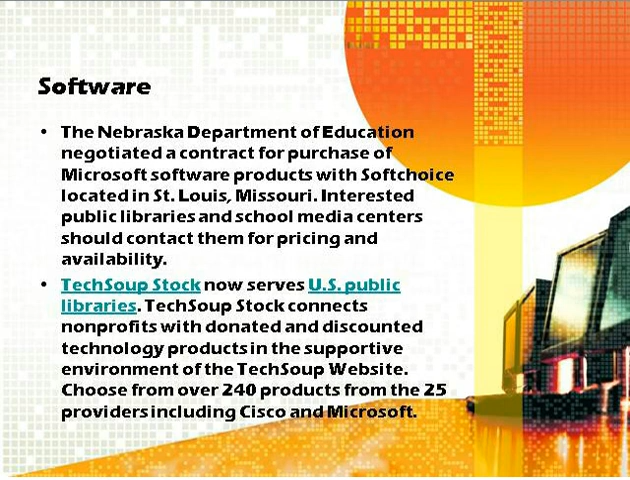 Software
• The Nebraska Department of Education
negotiated a contract for purchase of
Microsoft software products with Softchoice
located in St. Louis, Missouri. Interested
public libraries and school media centers
should contact them for pricing and
availability.
• TechSoup Stock now serves U.S. public
libraries. TechSoup Stock connects
nonprofits with donated and discounted
technology products in the supportive
environment of the TechSoup Website.
Choose from over 240 products from the 25
providers including Cisco and Microsoft.